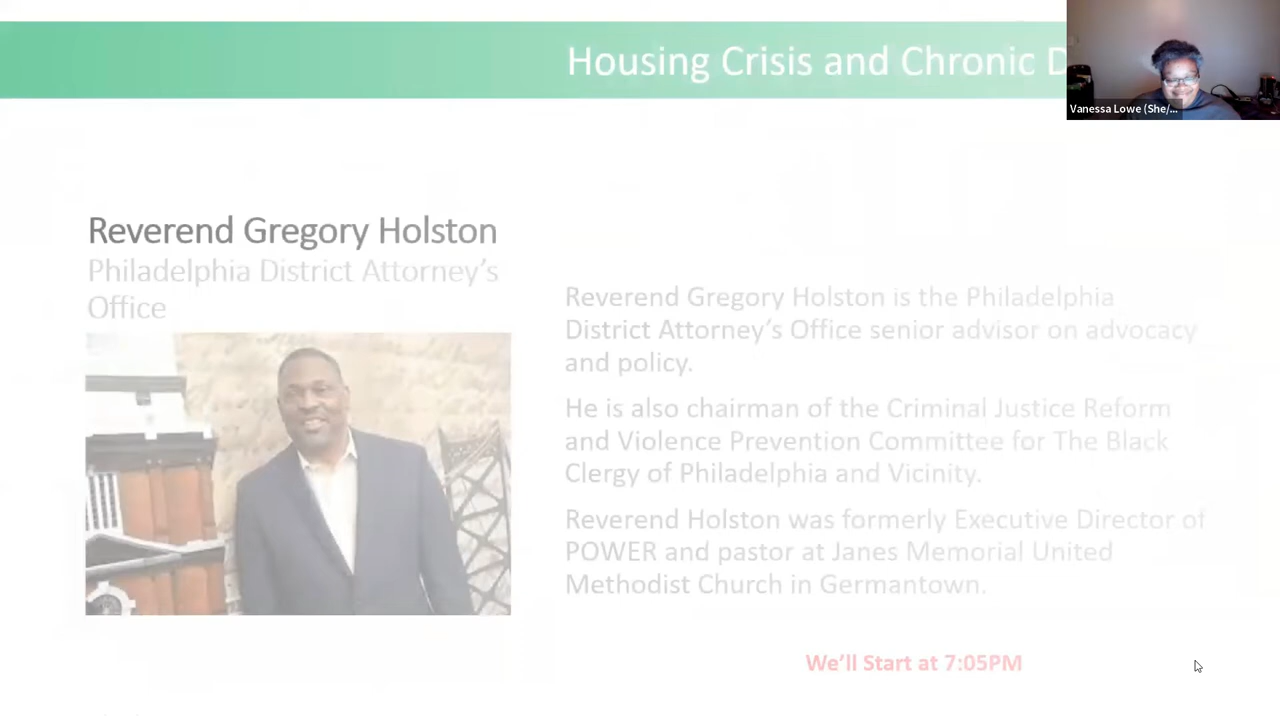 Housing Crisis and Chronic D
Vanessa Lowe (She/...
Reverend Gregory Holston
Philadelphia District Attorney's
Office
Reverend Gregory Holston is the Philadelphia
District Attorney's Office senior advisor on advocacy
and policy.
He is also chairman of the Criminal Justice Reform
and Violence Prevention Committee for The Black
Clergy of Philadelphia and Vicinity.
Reverend Holston was formerly Executive Director of
POWER and pastor at Janes Memorial United
Methodist Church in Germantown.
We'll Start at 7:05PM